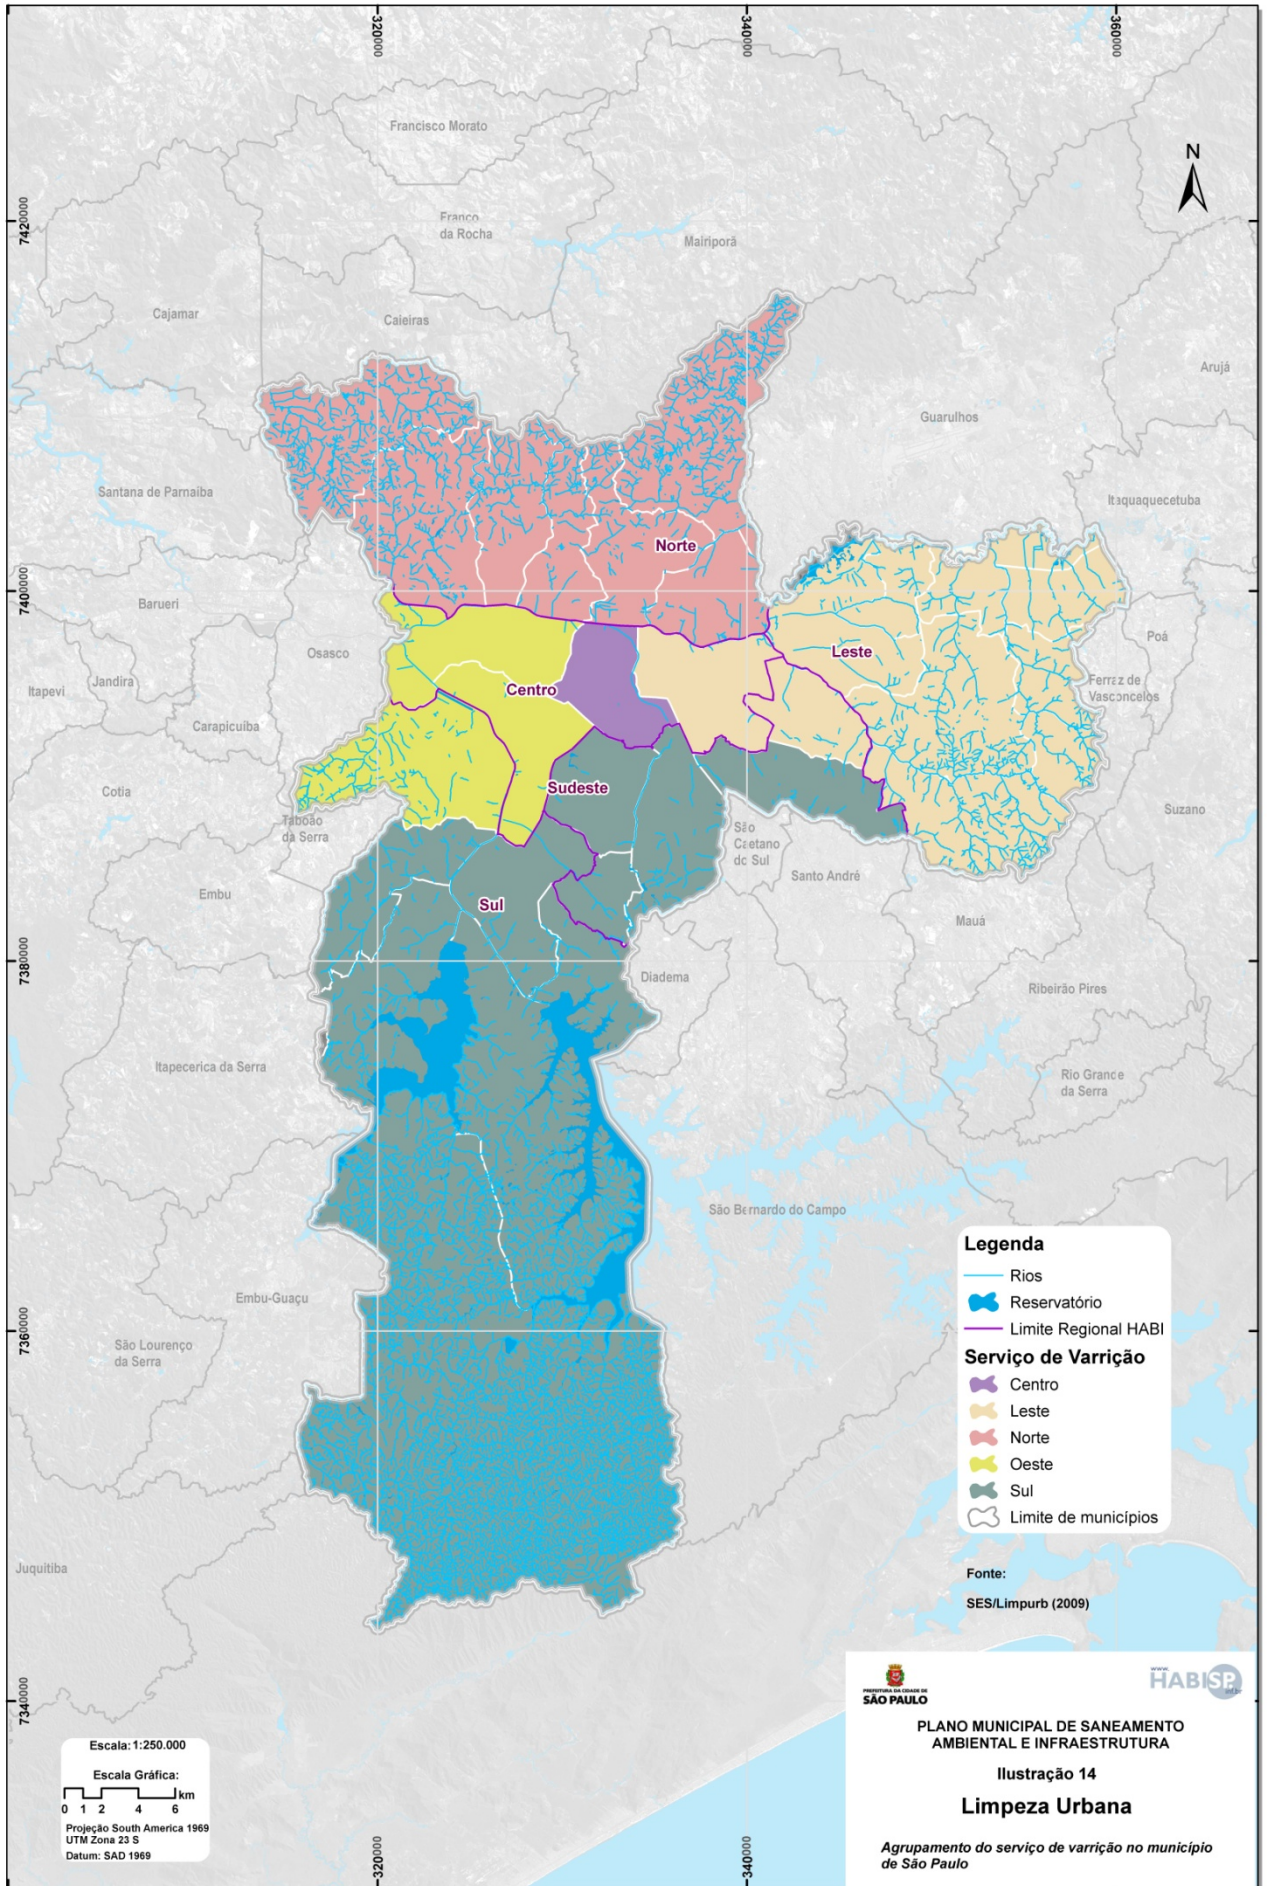 320000
340000
360000
Francisco Morato
N
7420000
Franco
da Rocha
Mairiporã
Cajamar
Caieiras
Arujá
Guarulhos
Santana de Parnaiba
Itaquaquecetuba
Norte
7400000
Barueri
Poá
Osasco
Leste
Jandira
Ferraz de
Vasconcelos
Itapevi
Centro
Carapicuiba
Cotia
Sudeste
Suzano
Taboão
da Serra
São
Caetano
do Sul
Santo André
Embu
Sul
Mauá
7380000
Diadema
Ribeirão Pires
Itapecerica da Serra
Rio Grance
da Serra
São Bernardo do Campo
Embu-Guaçu
7360000
São Lourenço
da Serra
Juquitiba
7340000
Legenda
Rios
Reservatório
Limite Regional HABI
Serviço de Varrição
Centro
Leste
Norte
Oeste
Sul
Limite de municípios
Fonte:
SES/Limpurb (2009)
PREFEITURA DA CIDADE DE
SÃO PAULO
www.
HABISP
PLANO MUNICIPAL DE SANEAMENTO
AMBIENTAL E INFRAESTRUTURA
Ilustração 14
Limpeza Urbana
Agrupamento do serviço de varrição no município
de São Paulo
Escala: 1:250.000
Escala Gráfica:
km
0 1 2 4 6
Projeção South America 1969
UTM Zona 23 S
Datum: SAD 1969
320000
340000